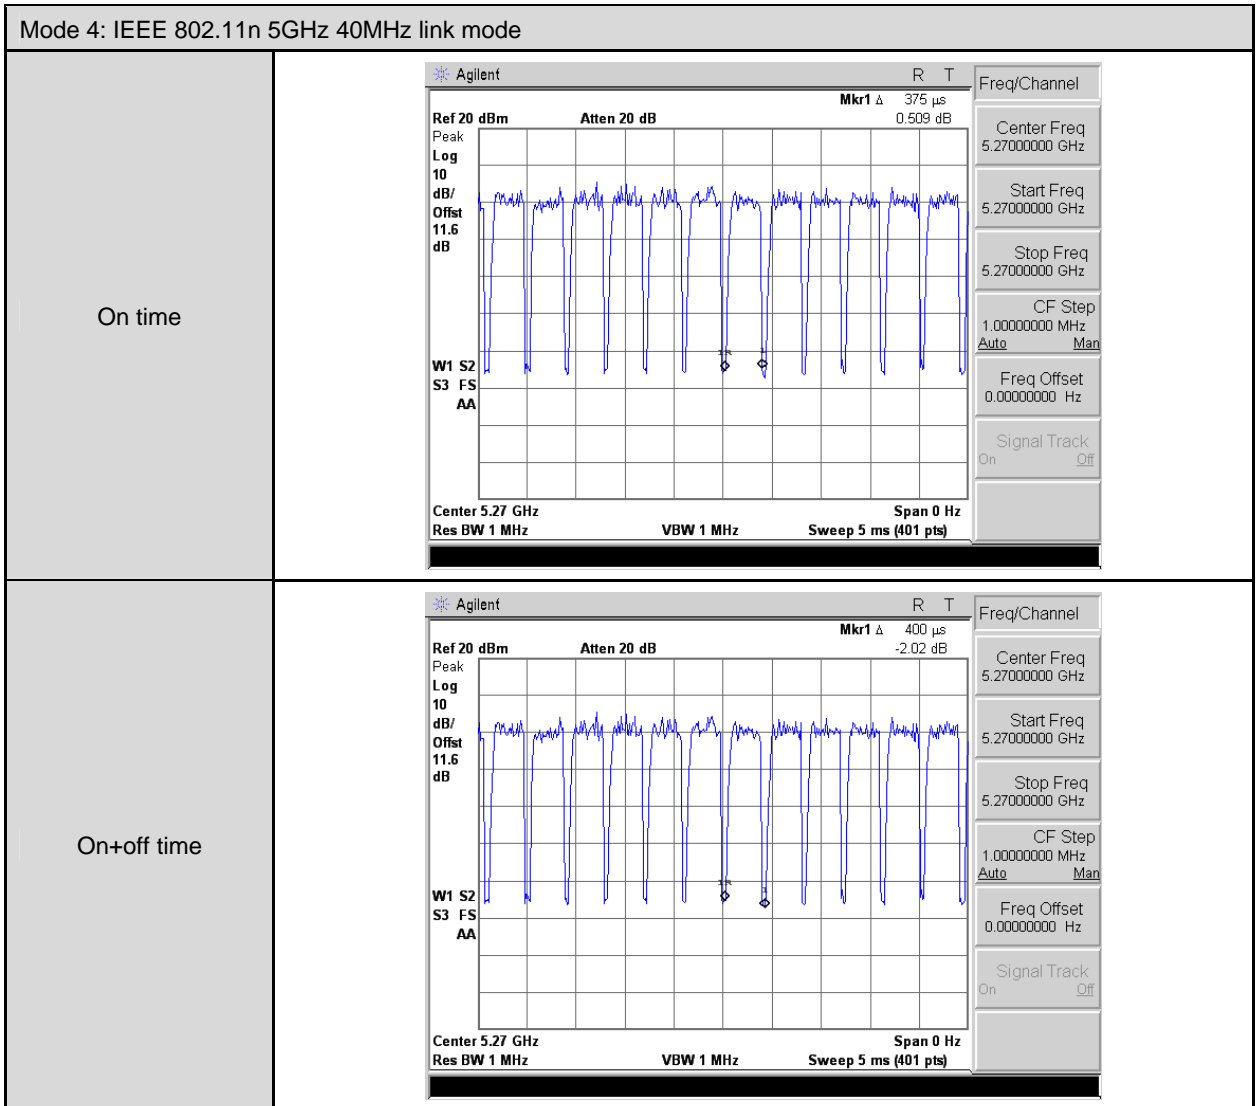 Mode 4: IEEE 802.11n 5GHz 40MHz link mode
On time
Agilent R T
Mkr1 Δ 375 µs
Ref 20 dBm Atten 20 dB 0.509 dB
Peak
Log
10
dB/
Offst
11.6
dB
1R 1
W1 S2
S3 FS
AA
Center 5.27 GHz Span 0 Hz
Res BW 1 MHz VBW 1 MHz Sweep 5 ms (401 pts)
Freq/Channel
Center Freq
5.27000000 GHz
Start Freq
5.27000000 GHz
Stop Freq
5.27000000 GHz
CF Step
1.00000000 MHz
Auto Man
Freq Offset
0.00000000 Hz
Signal Track
On Off
On+off time
Agilent R T
Mkr1 Δ 400 µs
Ref 20 dBm Atten 20 dB -2.02 dB
Peak
Log
10
dB/
Offst
11.6
dB
1R 1
W1 S2
S3 FS
AA
Center 5.27 GHz Span 0 Hz
Res BW 1 MHz VBW 1 MHz Sweep 5 ms (401 pts)
Freq/Channel
Center Freq
5.27000000 GHz
Start Freq
5.27000000 GHz
Stop Freq
5.27000000 GHz
CF Step
1.00000000 MHz
Auto Man
Freq Offset
0.00000000 Hz
Signal Track
On Off